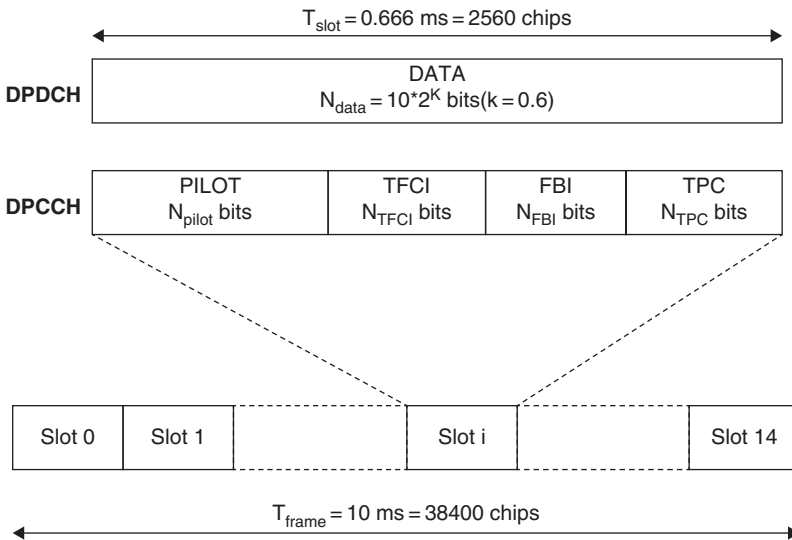 T_slot = 0.666 ms = 2560 chips
DPDCH
DATA
N_data = 10*2^K bits(k = 0.6)
DPCCH
PILOT
N_pilot bits
TFCI
N_TFCI bits
FBI
N_FBI bits
TPC
N_TPC bits
Slot 0
Slot 1
Slot i
Slot 14
T_frame = 10 ms = 38400 chips